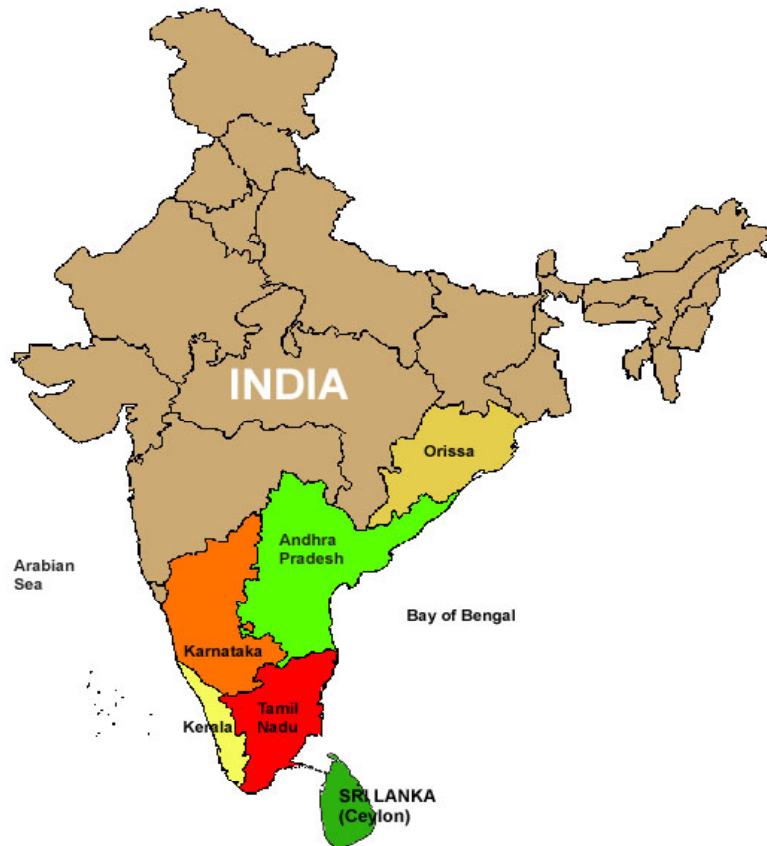 INDIA
Orissa
Andhra
Pradesh
Arabian
Sea
Bay of Bengal
Karnataka
Kerala
Tamil
Nadu
SRI LANKA
(Ceylon)